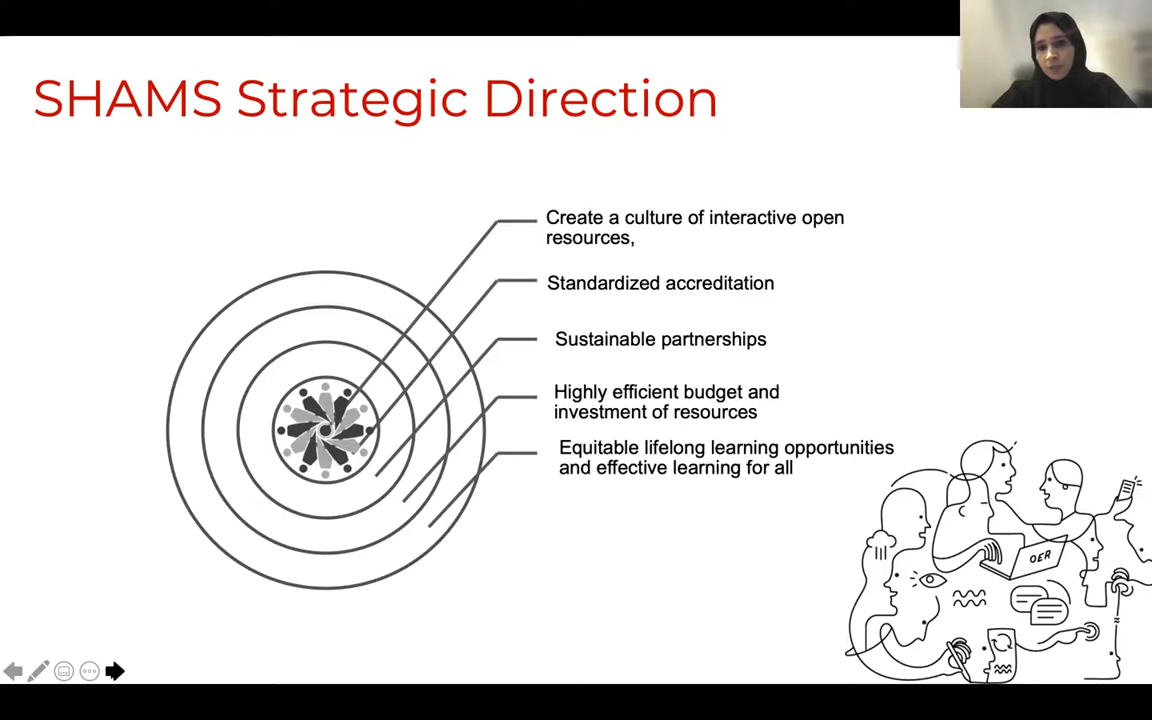 SHAMS Strategic Direction
Create a culture of interactive open
resources,
Standardized accreditation
Sustainable partnerships
Highly efficient budget and
investment of resources
Equitable lifelong learning opportunities
and effective learning for all
OER